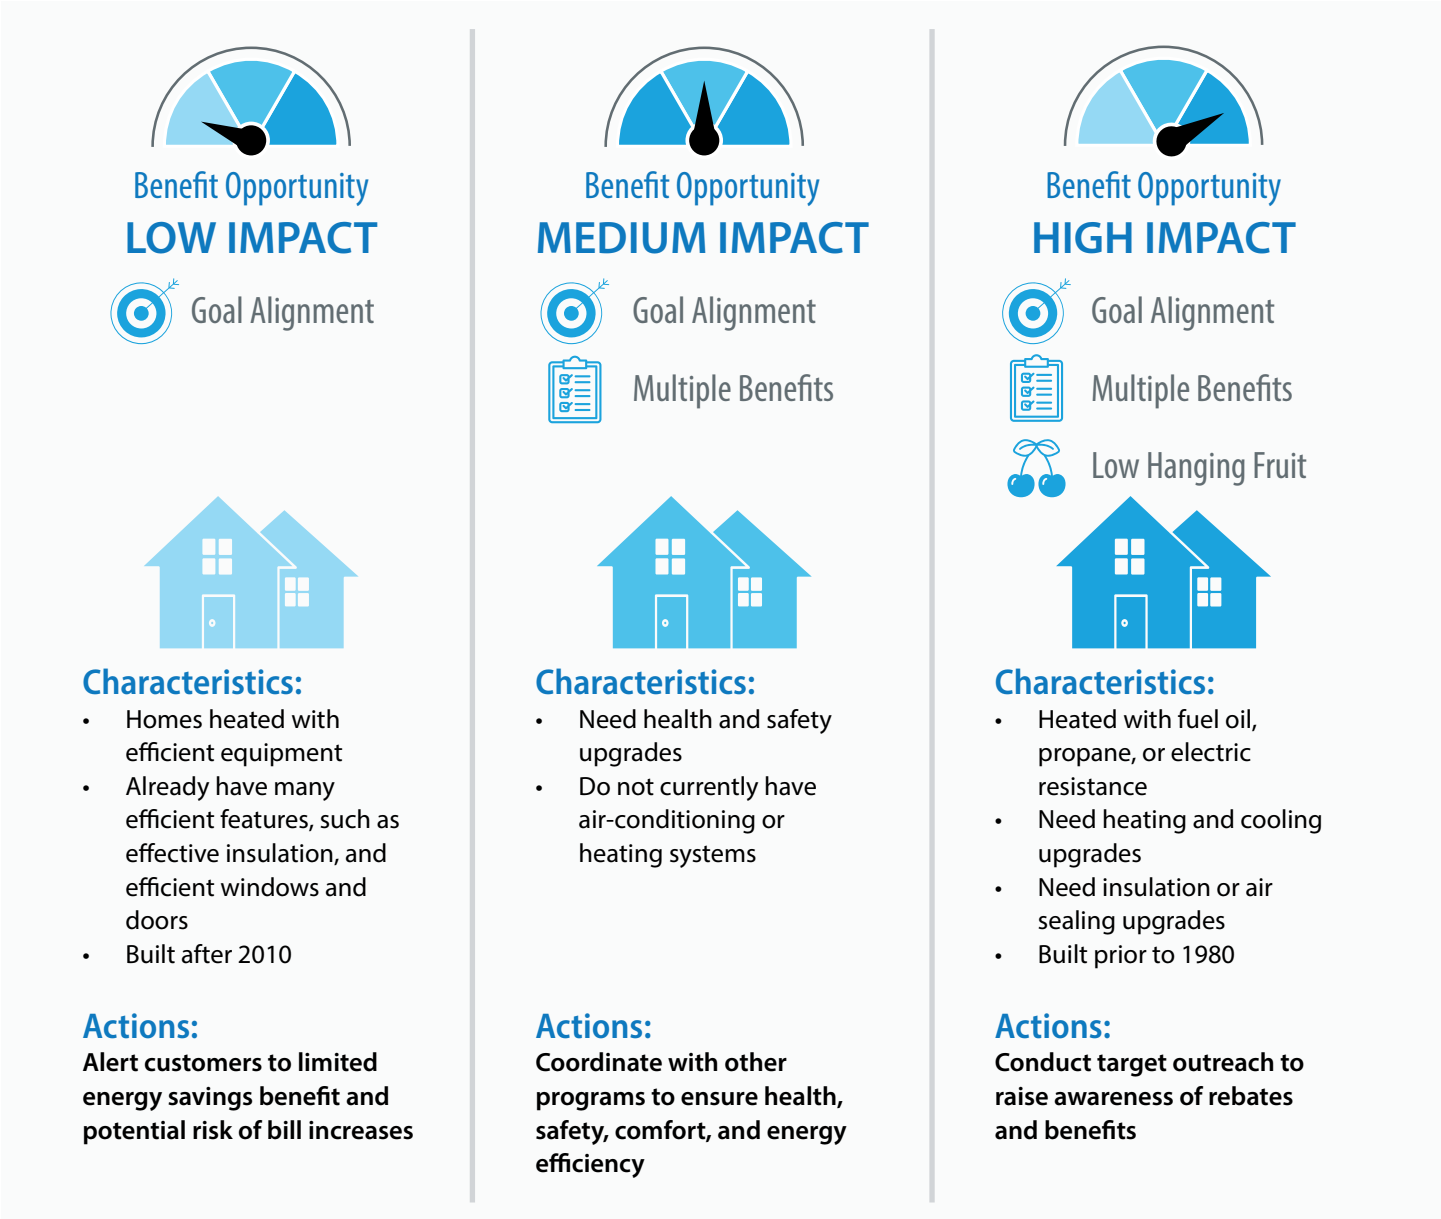 Benefit Opportunity
LOW IMPACT
Goal Alignment
Characteristics:
• Homes heated with
efficient equipment
• Already have many
efficient features, such as
effective insulation, and
efficient windows and
doors
• Built after 2010
Actions:
Alert customers to limited
energy savings benefit and
potential risk of bill increases
Benefit Opportunity
MEDIUM IMPACT
Goal Alignment
Multiple Benefits
Characteristics:
• Need health and safety
upgrades
• Do not currently have
air-conditioning or
heating systems
Actions:
Coordinate with other
programs to ensure health,
safety, comfort, and energy
efficiency
Benefit Opportunity
HIGH IMPACT
Goal Alignment
Multiple Benefits
Low Hanging Fruit
Characteristics:
• Heated with fuel oil,
propane, or electric
resistance
• Need heating and cooling
upgrades
• Need insulation or air
sealing upgrades
• Built prior to 1980
Actions:
Conduct target outreach to
raise awareness of rebates
and benefits